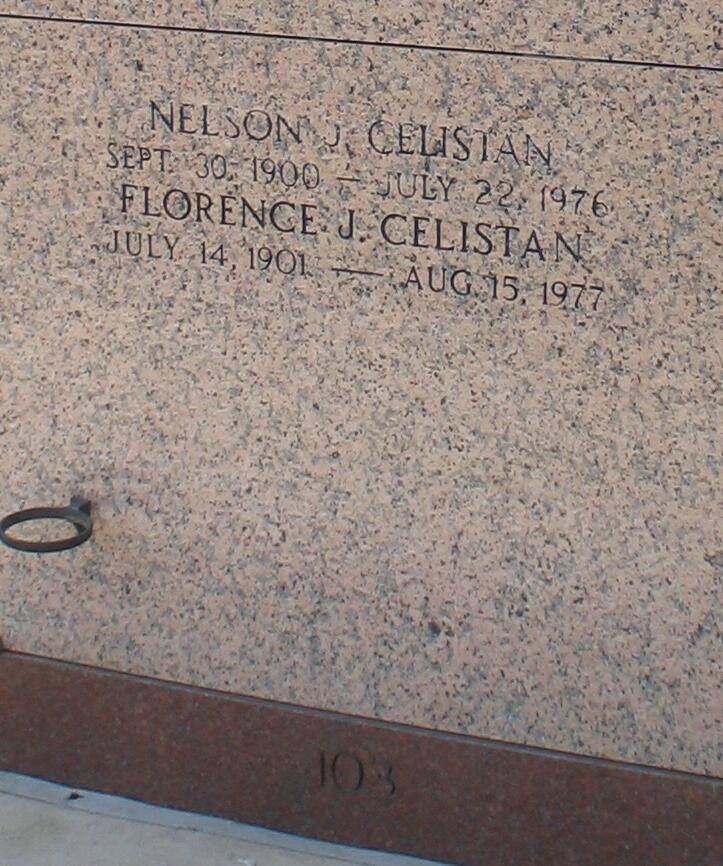 NELSON J. CELISTAN
SEPT. 30, 1900 — JULY 22, 1976
FLORENCE J. CELISTAN
JULY 14, 1901 — AUG. 15, 1977
103